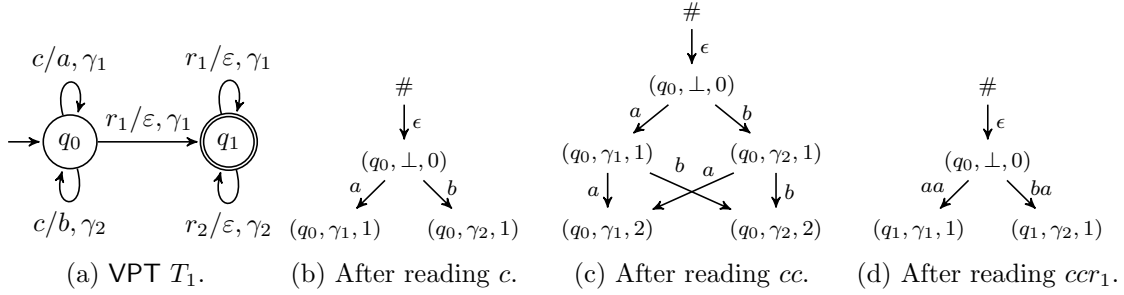 c/a, γ₁
r₁/ε, γ₁
q₀
r₁/ε, γ₁
q₁
c/b, γ₂
r₂/ε, γ₂
(a) VPT T₁.
#
ϵ
(q₀, ⊥, 0)
a
b
(q₀, γ₁, 1)
(q₀, γ₂, 1)
(b) After reading c.
#
ϵ
(q₀, ⊥, 0)
a
b
(q₀, γ₁, 1)
(q₀, γ₂, 1)
a
b
a
b
(q₀, γ₁, 2)
(q₀, γ₂, 2)
(c) After reading cc.
#
ϵ
(q₀, ⊥, 0)
aa
ba
(q₁, γ₁, 1)
(q₁, γ₂, 1)
(d) After reading ccr₁.